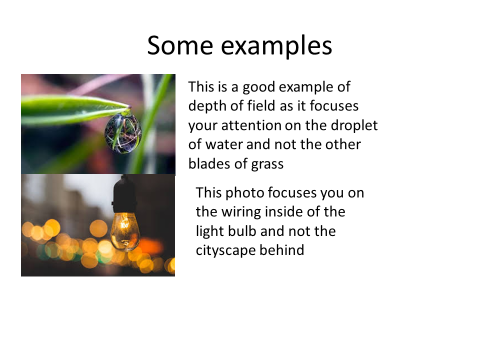 Some examples
This is a good example of
depth of field as it focuses
your attention on the droplet
of water and not the other
blades of grass
This photo focuses you on
the wiring inside of the
light bulb and not the
cityscape behind